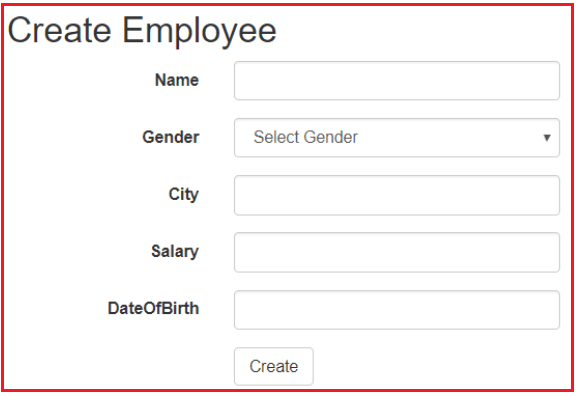 Create Employee
Name
Gender
Select Gender
City
Salary
DateOfBirth
Create